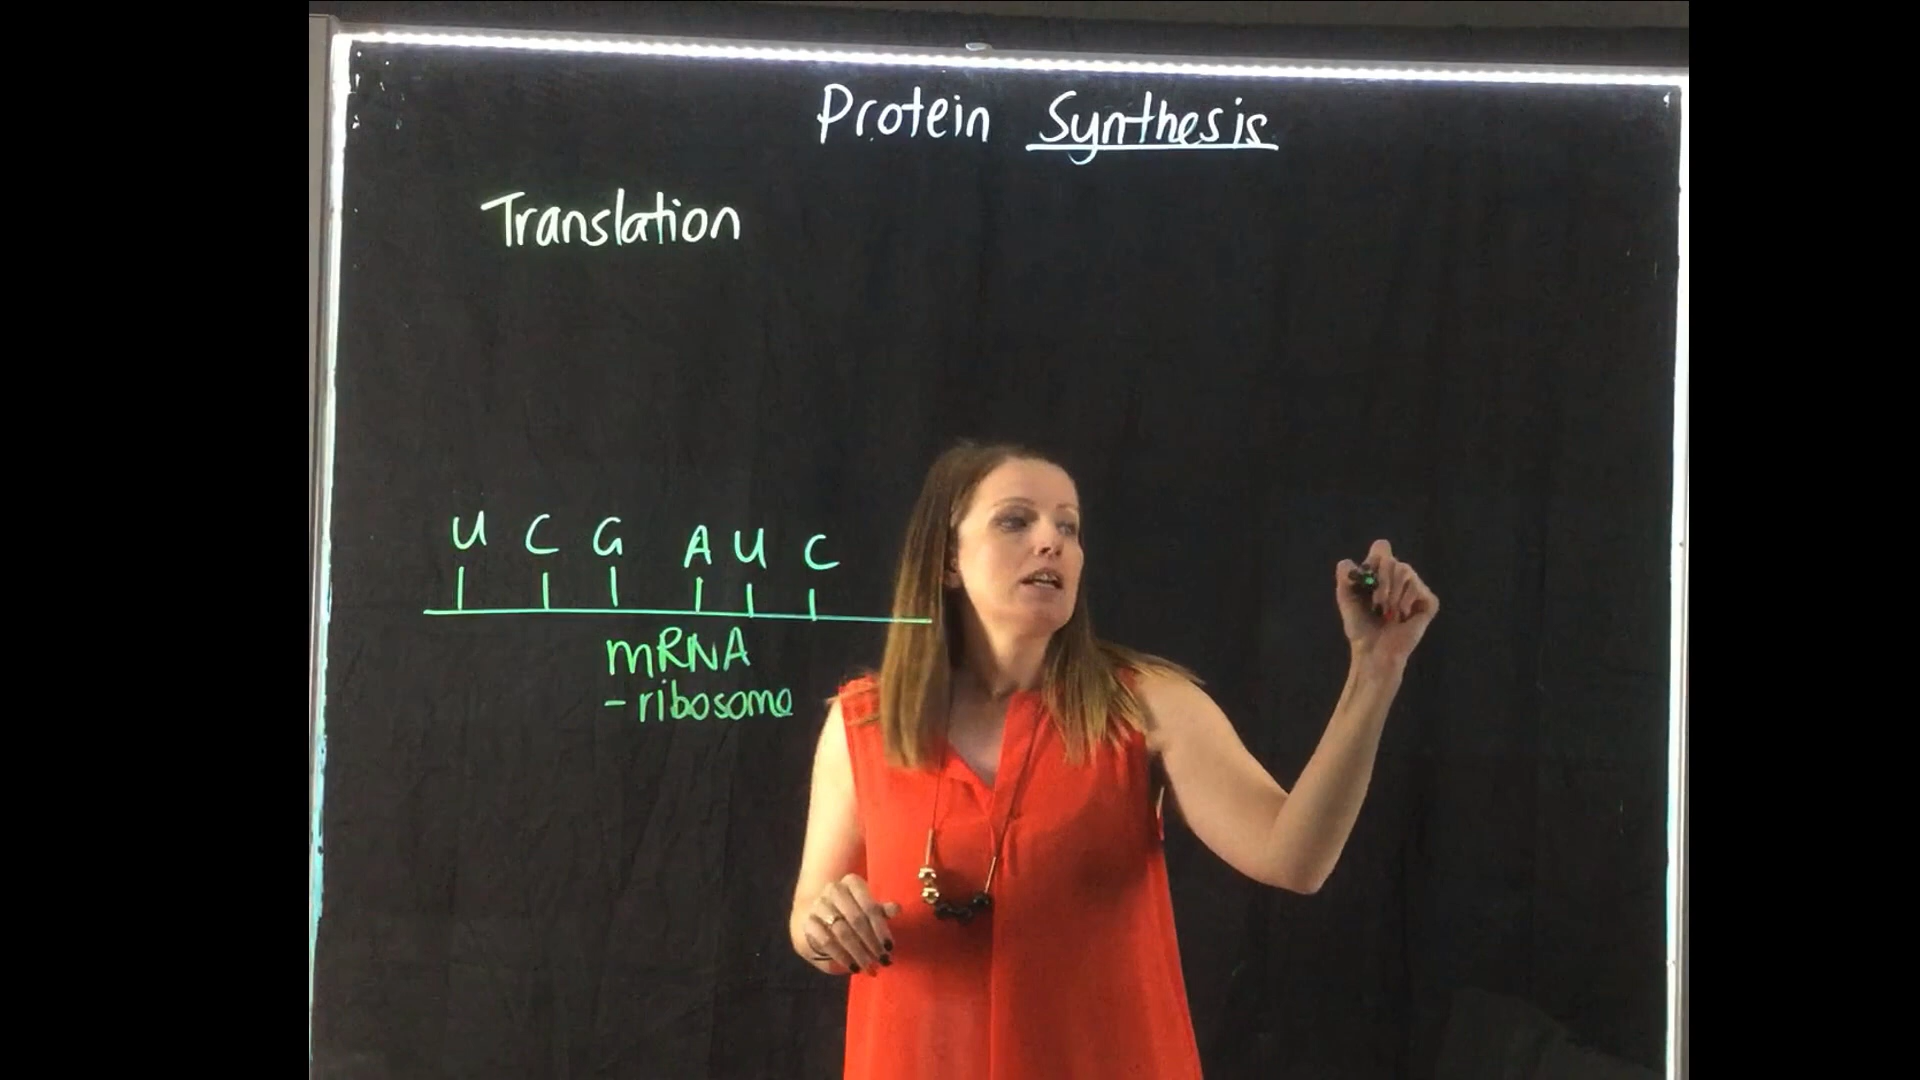 Protein Synthesis
Translation
U C G A U C
mRNA
- ribosome